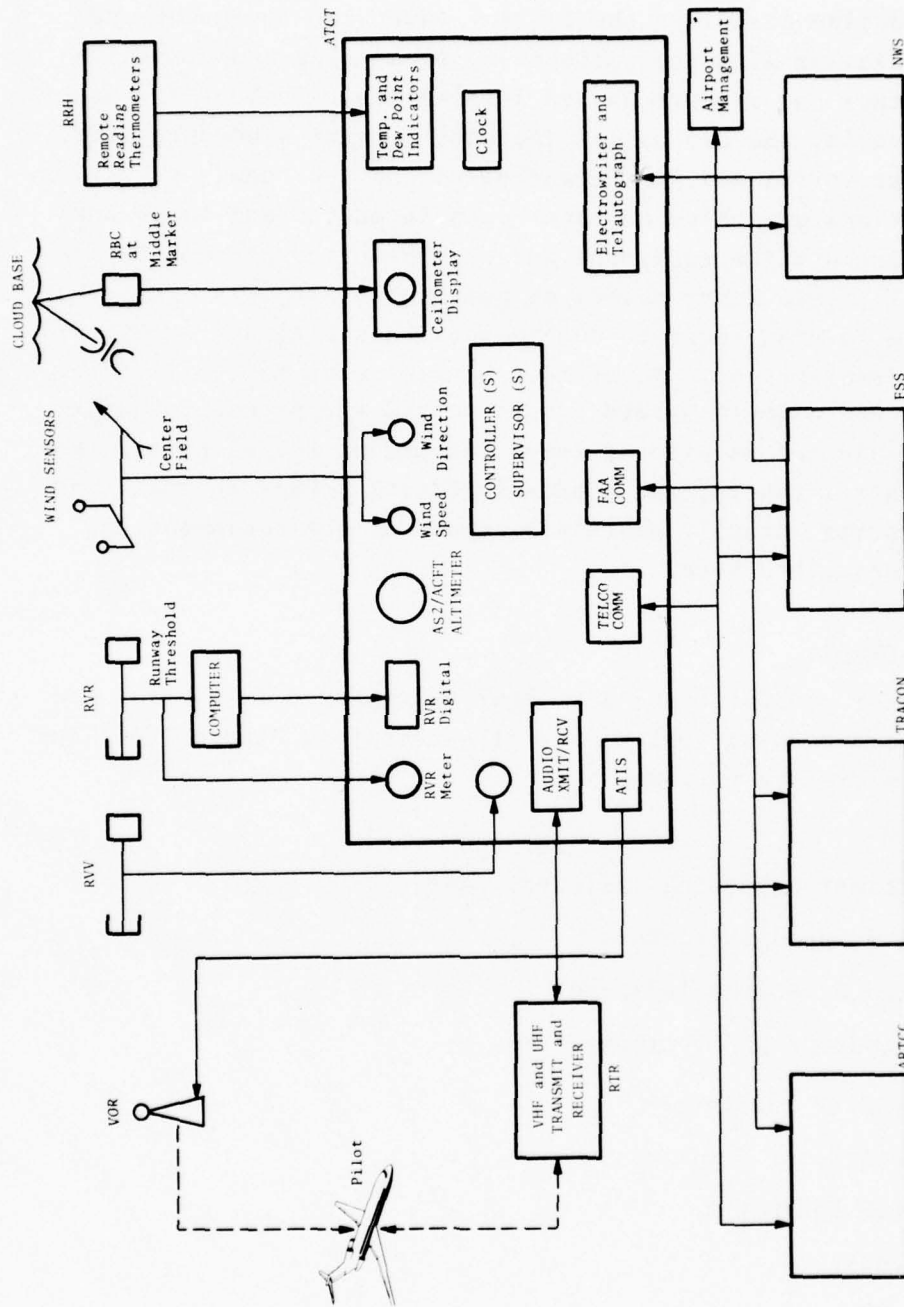 WIND SENSORS
CLOUD BASE
RVV
RVR
RRH
VOR
Runway
Threshold
Center
Field
RBC
at
Middle
Marker
Remote
Reading
Thermometers
COMPUTER
ATCT
Pilot
RVR
Meter
RVR
Digital
AS2/ACFT
ALTIMETER
Wind
Speed
Wind
Direction
Ceilometer
Display
Temp. and
Dew Point
Indicators
Clock
CONTROLLER (S)
SUPERVISOR (S)
VHF and UHF
TRANSMIT and
RECEIVER
RTR
AUDIO
XMIT/RCV
ATIS
TELCO
COMM
FAA
COMM
Electrowriter and
Telautograph
Airport
Management
ARTCC
TRACON
FSS
NWS